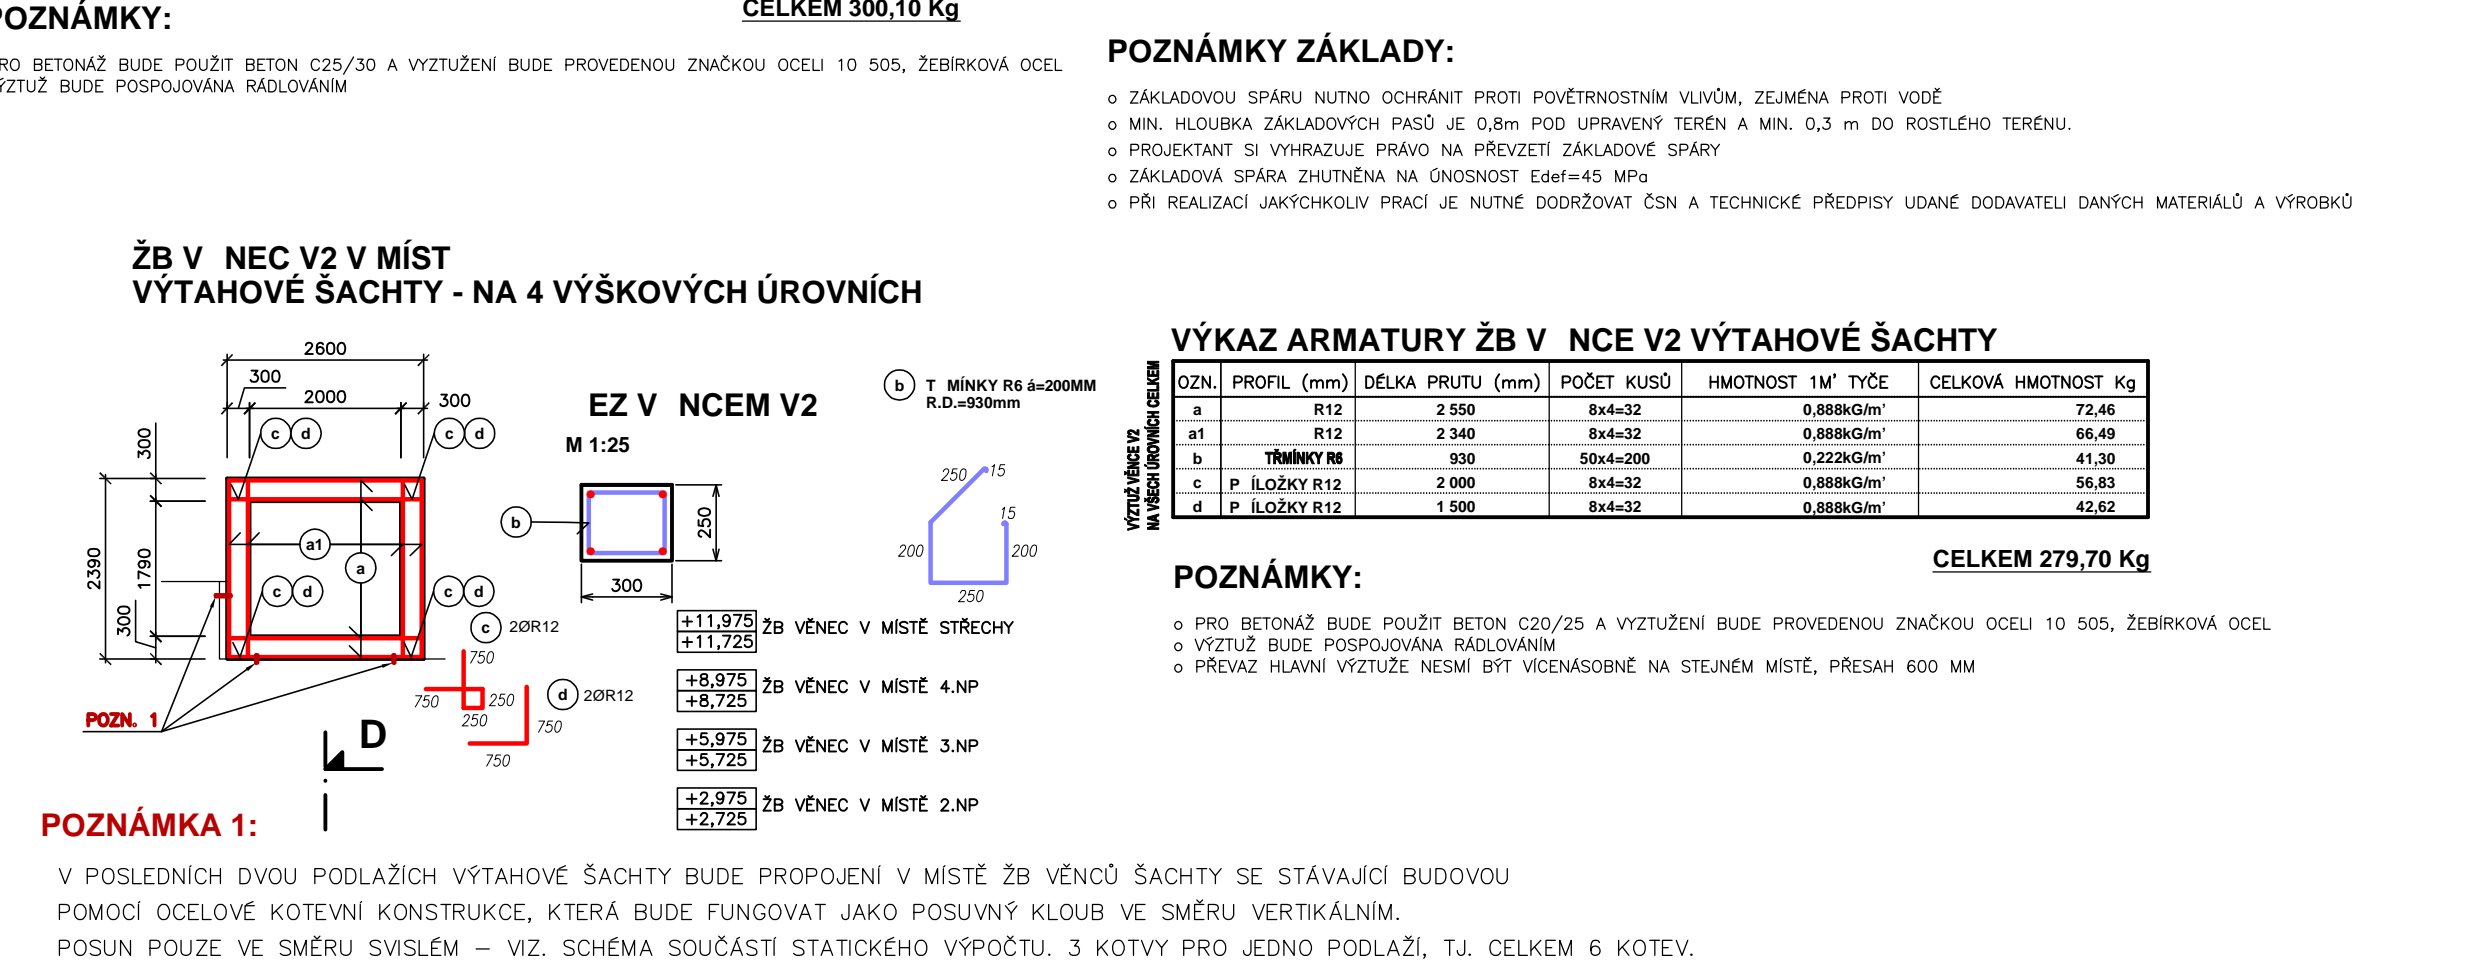 CELKEM 300,10 Kg
POZNÁMKY:
RO BETONÁŽ BUDE POUŽIT BETON C25/30 A VYZTUŽENÍ BUDE PROVEDENOU ZNAČKOU OCELI 10 505, ŽEBÍRKOVÁ OCEL
ÝZTUŽ BUDE POSPOJOVÁNA RÁDLOVÁNÍM
POZNÁMKY ZÁKLADY:
o ZÁKLADOVOU SPÁRU NUTNO OCHRÁNIT PROTI POVĚTRNOSTNÍM VLIVŮM, ZEJMÉNA PROTI VODĚ
o MIN. HLOUBKA ZÁKLADOVÝCH PASŮ JE 0,8m POD UPRAVENÝ TERÉN A MIN. 0,3 m DO ROSTLÉHO TERÉNU.
o PROJEKTANT SI VYHRAZUJE PRÁVO NA PŘEVZETÍ ZÁKLADOVÉ SPÁRY
o ZÁKLADOVÁ SPÁRA ZHUTNĚNA NA ÚNOSNOST Edef=45 MPa
o PŘI REALIZACÍ JAKÝCHKOLIV PRACÍ JE NUTNÉ DODRŽOVAT ČSN A TECHNICKÉ PŘEDPISY UDANÉ DODAVATELI DANÝCH MATERIÁLŮ A VÝROBKŮ
ŽB V NEC V2 V MÍST
VÝTAHOVÉ ŠACHTY - NA 4 VÝŠKOVÝCH ÚROVNÍCH
2600
300
2000
300
c d
c d
300
2390
1790
300
a1
a
c d
c d
POZN. 1
c 2ØR12
750
750
250
250
d 2ØR12
750
750
D
EZ V NCEM V2
M 1:25
b
250
300
b T MÍNKY R6 á=200MM
R.D.=930mm
250
15
15
200
200
250
+11,975
+11,725
ŽB VĚNEC V MÍSTĚ STŘECHY
+8,975
+8,725
ŽB VĚNEC V MÍSTĚ 4.NP
+5,975
+5,725
ŽB VĚNEC V MÍSTĚ 3.NP
+2,975
+2,725
ŽB VĚNEC V MÍSTĚ 2.NP
VÝKAZ ARMATURY ŽB V NCE V2 VÝTAHOVÉ ŠACHTY
VÝZTUŽ VĚNCE V2
NA VŠECH ÚROVNÍCH CELKEM
OZN. PROFIL (mm) DÉLKA PRUTU (mm) POČET KUSŮ HMOTNOST 1M' TYČE CELKOVÁ HMOTNOST Kg
a R12 2 550 8x4=32 0,888kG/m' 72,46
a1 R12 2 340 8x4=32 0,888kG/m' 66,49
b TŘMÍNKY R6 930 50x4=200 0,222kG/m' 41,30
c P ÍLOŽKY R12 2 000 8x4=32 0,888kG/m' 56,83
d P ÍLOŽKY R12 1 500 8x4=32 0,888kG/m' 42,62
CELKEM 279,70 Kg
POZNÁMKY:
o PRO BETONÁŽ BUDE POUŽIT BETON C20/25 A VYZTUŽENÍ BUDE PROVEDENOU ZNAČKOU OCELI 10 505, ŽEBÍRKOVÁ OCEL
o VÝZTUŽ BUDE POSPOJOVÁNA RÁDLOVÁNÍM
o PŘEVAZ HLAVNÍ VÝZTUŽE NESMÍ BÝT VÍCENÁSOBNĚ NA STEJNÉM MÍSTĚ, PŘESAH 600 MM
POZNÁMKA 1:
V POSLEDNÍCH DVOU PODLAŽÍCH VÝTAHOVÉ ŠACHTY BUDE PROPOJENÍ V MÍSTĚ ŽB VĚNCŮ ŠACHTY SE STÁVAJÍCÍ BUDOVOU
POMOCÍ OCELOVÉ KOTEVNÍ KONSTRUKCE, KTERÁ BUDE FUNGOVAT JAKO POSUVNÝ KLOUB VE SMĚRU VERTIKÁLNÍM.
POSUN POUZE VE SMĚRU SVISLÉM – VIZ. SCHÉMA SOUČÁSTÍ STATICKÉHO VÝPOČTU. 3 KOTVY PRO JEDNO PODLAŽÍ, TJ. CELKEM 6 KOTEV.